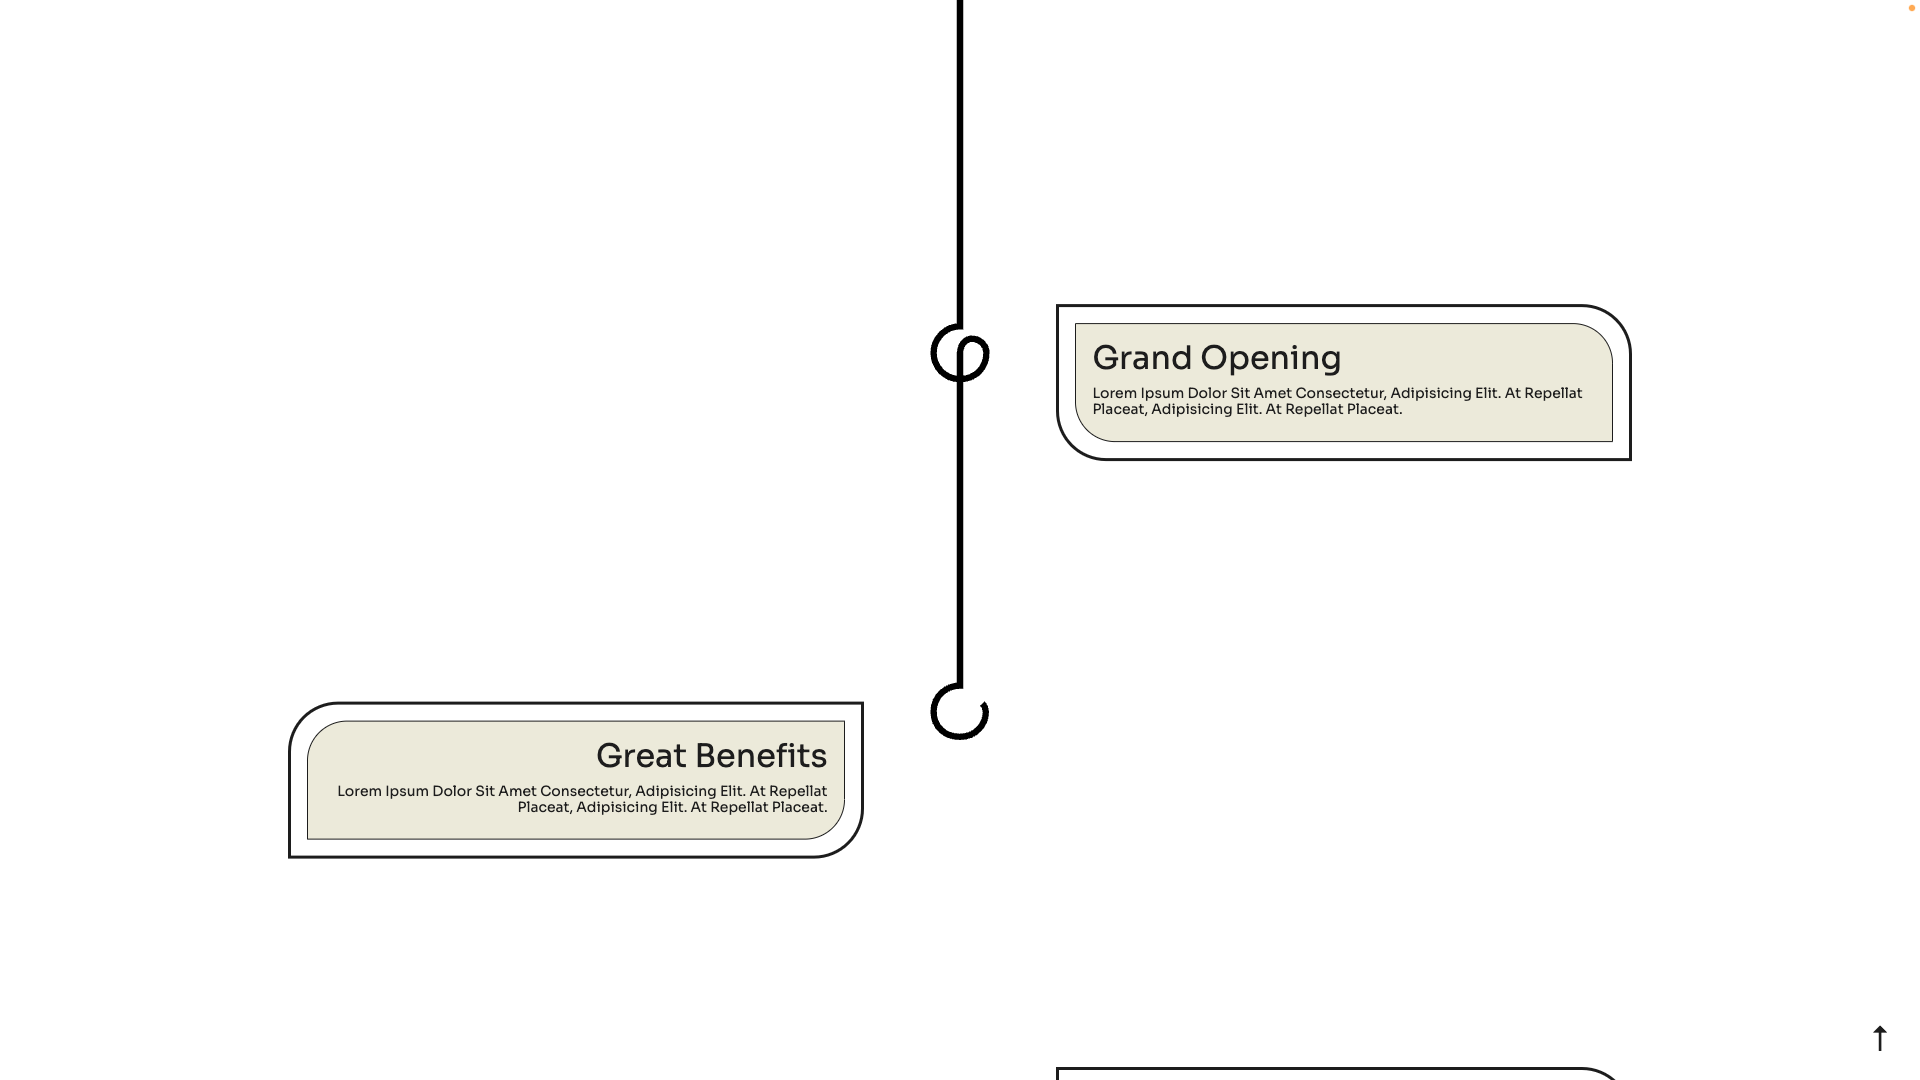 Grand Opening
Lorem Ipsum Dolor Sit Amet Consectetur, Adipisicing Elit. At Repellat
Placeat, Adipisicing Elit. At Repellat Placeat.
Great Benefits
Lorem Ipsum Dolor Sit Amet Consectetur, Adipisicing Elit. At Repellat
Placeat, Adipisicing Elit. At Repellat Placeat.